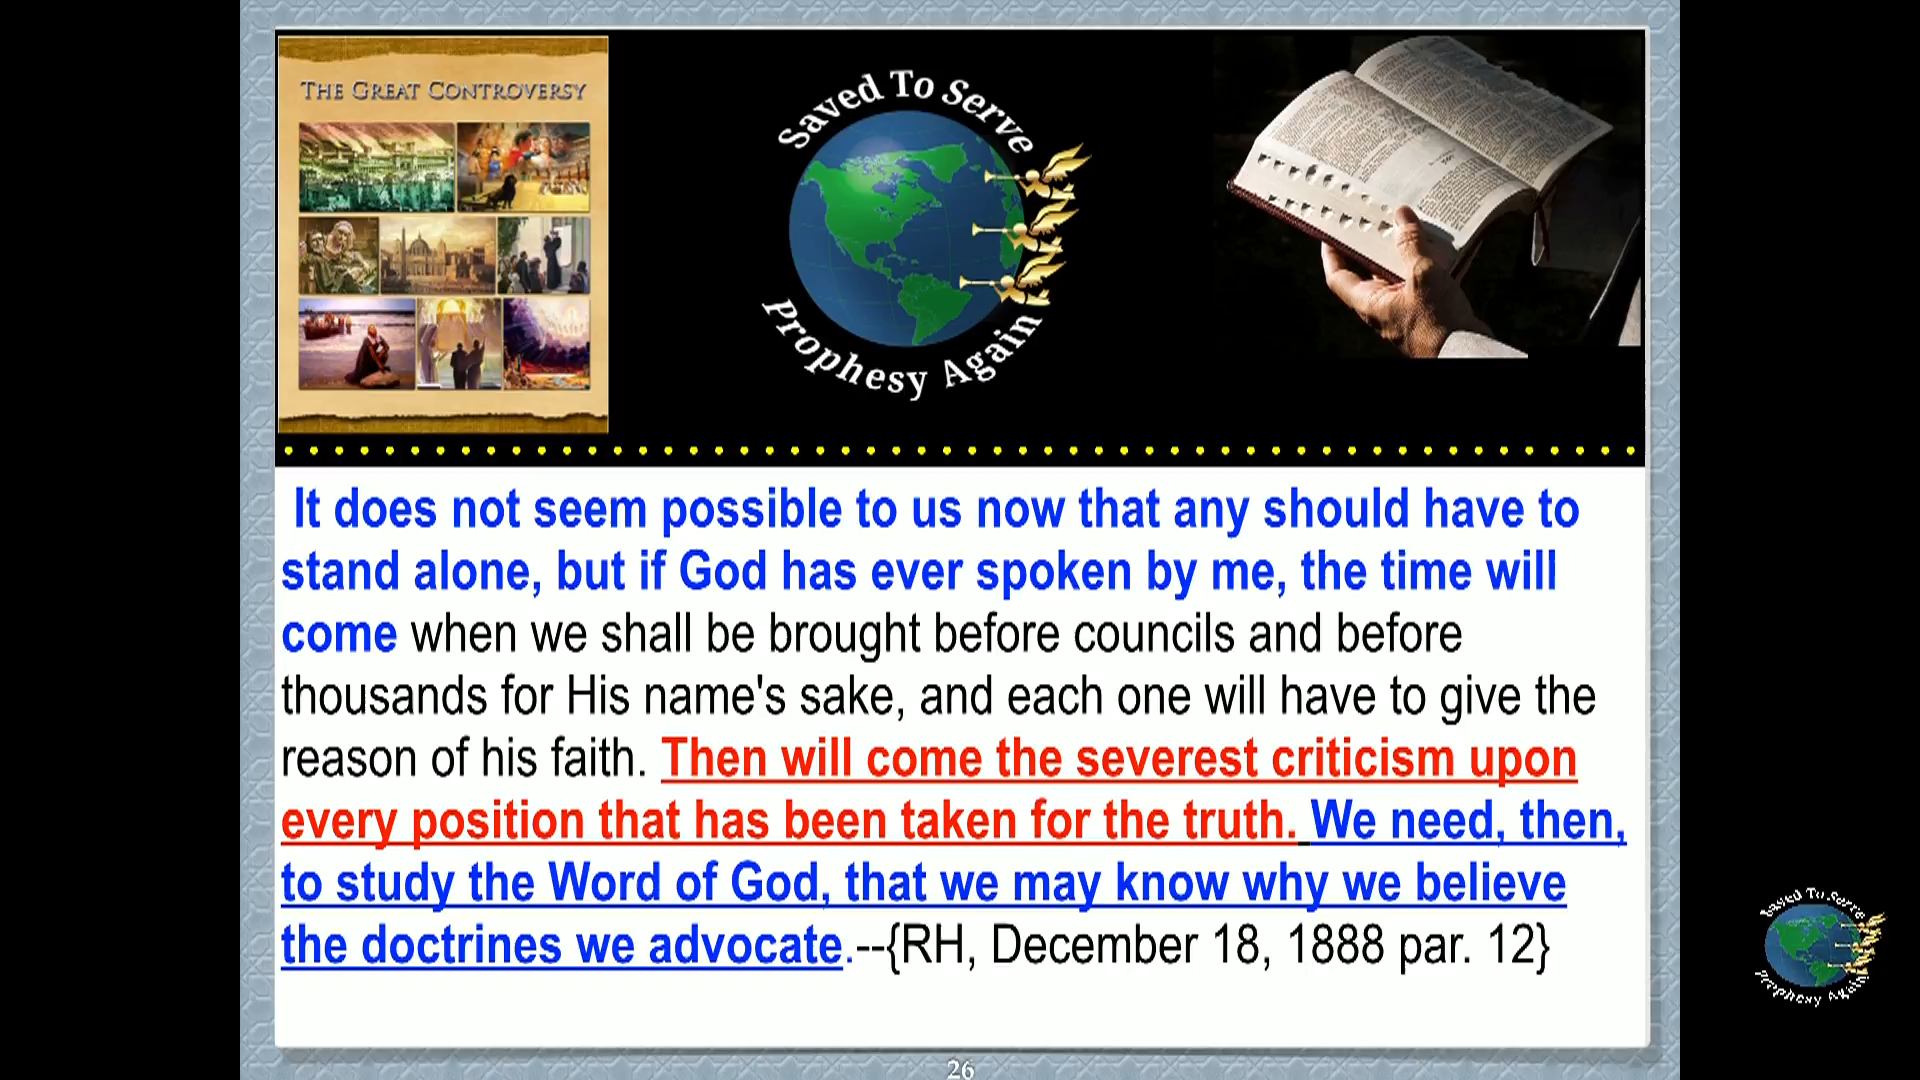 THE GREAT CONTROVERSY
Saved To Serve
Prophesy Again
It does not seem possible to us now that any should have to
stand alone, but if God has ever spoken by me, the time will
come when we shall be brought before councils and before
thousands for His name's sake, and each one will have to give the
reason of his faith. Then will come the severest criticism upon
every position that has been taken for the truth. We need, then,
to study the Word of God, that we may know why we believe
the doctrines we advocate.--{RH, December 18, 1888 par. 12}
Saved To Serve
Prophesy Again
26